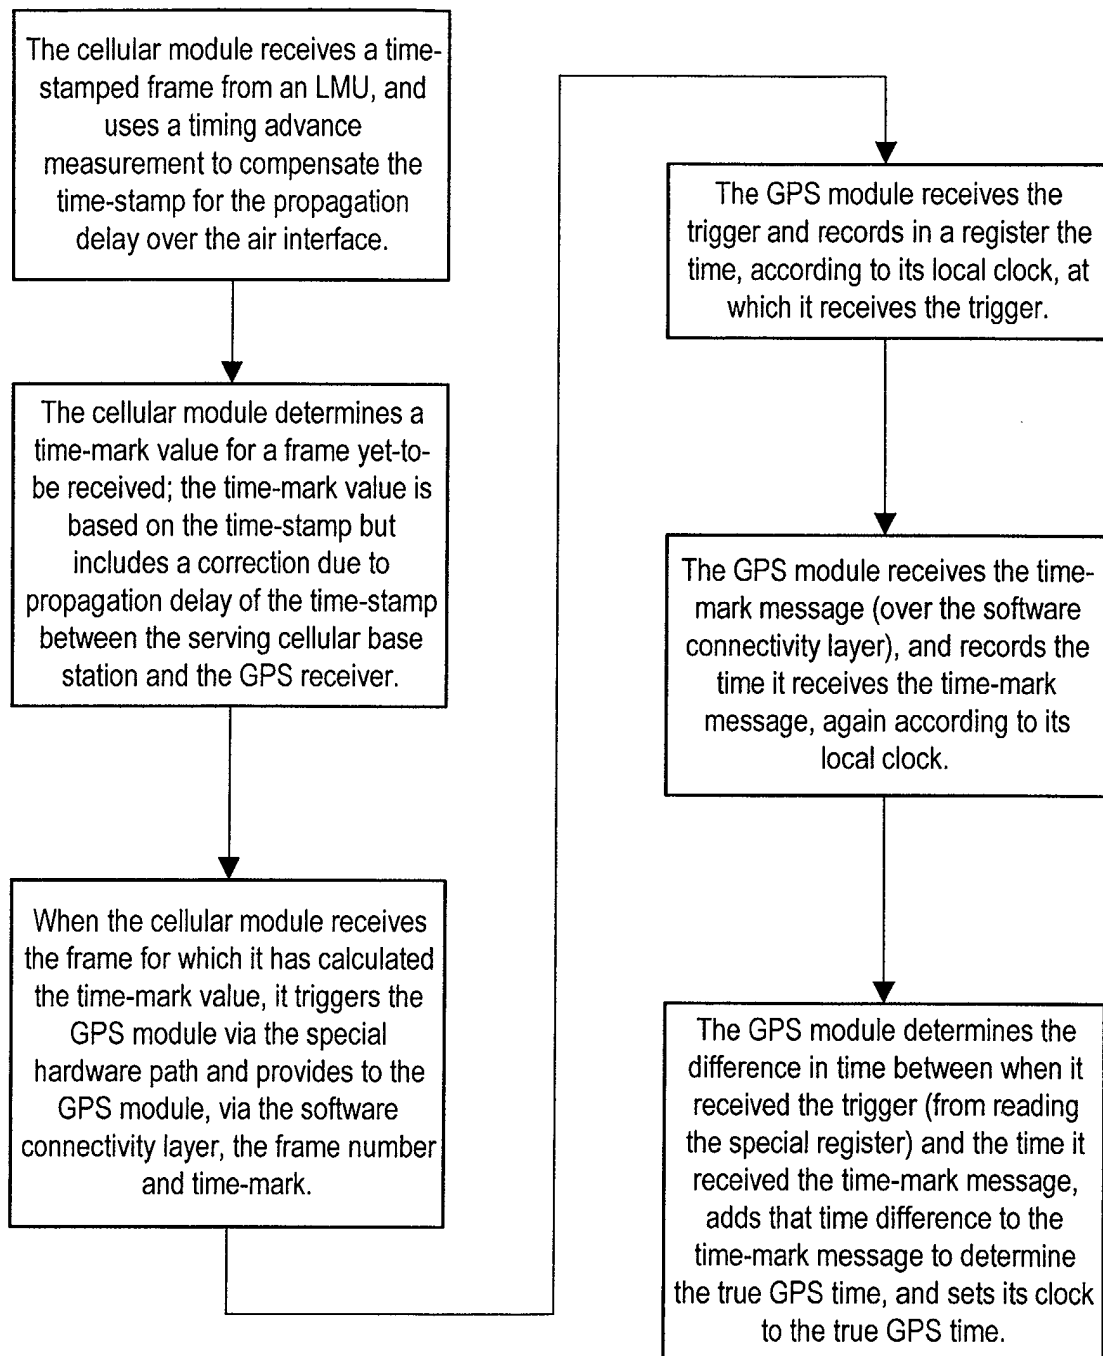 The cellular module receives a time-
stamped frame from an LMU, and
uses a timing advance
measurement to compensate the
time-stamp for the propagation
delay over the air interface.
The cellular module determines a
time-mark value for a frame yet-to-
be received; the time-mark value is
based on the time-stamp but
includes a correction due to
propagation delay of the time-stamp
between the serving cellular base
station and the GPS receiver.
When the cellular module receives
the frame for which it has calculated
the time-mark value, it triggers the
GPS module via the special
hardware path and provides to the
GPS module, via the software
connectivity layer, the frame number
and time-mark.
The GPS module receives the
trigger and records in a register the
time, according to its local clock, at
which it receives the trigger.
The GPS module receives the time-
mark message (over the software
connectivity layer), and records the
time it receives the time-mark
message, again according to its
local clock.
The GPS module determines the
difference in time between when it
received the trigger (from reading
the special register) and the time it
received the time-mark message,
adds that time difference to the
time-mark message to determine
the true GPS time, and sets its clock
to the true GPS time.